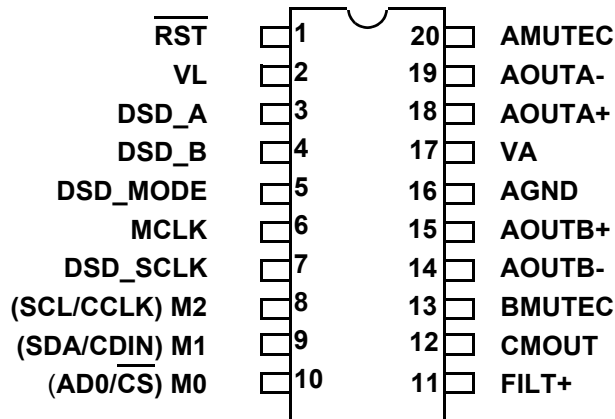 RST 1 20 AMUTEC
VL 2 19 AOUTA-
DSD_A 3 18 AOUTA+
DSD_B 4 17 VA
DSD_MODE 5 16 AGND
MCLK 6 15 AOUTB+
DSD_SCLK 7 14 AOUTB-
(SCL/CCLK) M2 8 13 BMUTEC
(SDA/CDIN) M1 9 12 CMOUT
(AD0/CS) M0 10 11 FILT+